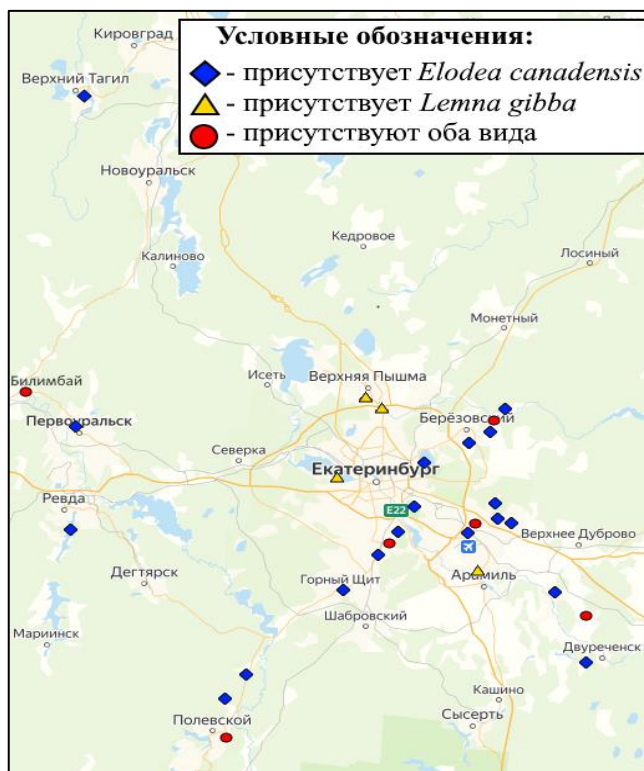 Условные обозначения:
- присутствует Elodea canadensis
- присутствует Lemna gibba
- присутствуют оба вида
Кировград
Верхний Тагил
Новоуральск
Кедровое
Лосиный
Калиново
Монетный
Исеть
Верхняя Пышма
Билимбай
Первоуральск
Берёзовский
Северка
Екатеринбург
Ревда
E22
Верхнее Дуброво
Дегтярск
Горный Щит
Арамиль
Шабровский
Мариинск
Двуреченск
Кашино
Полевской
Сысерть